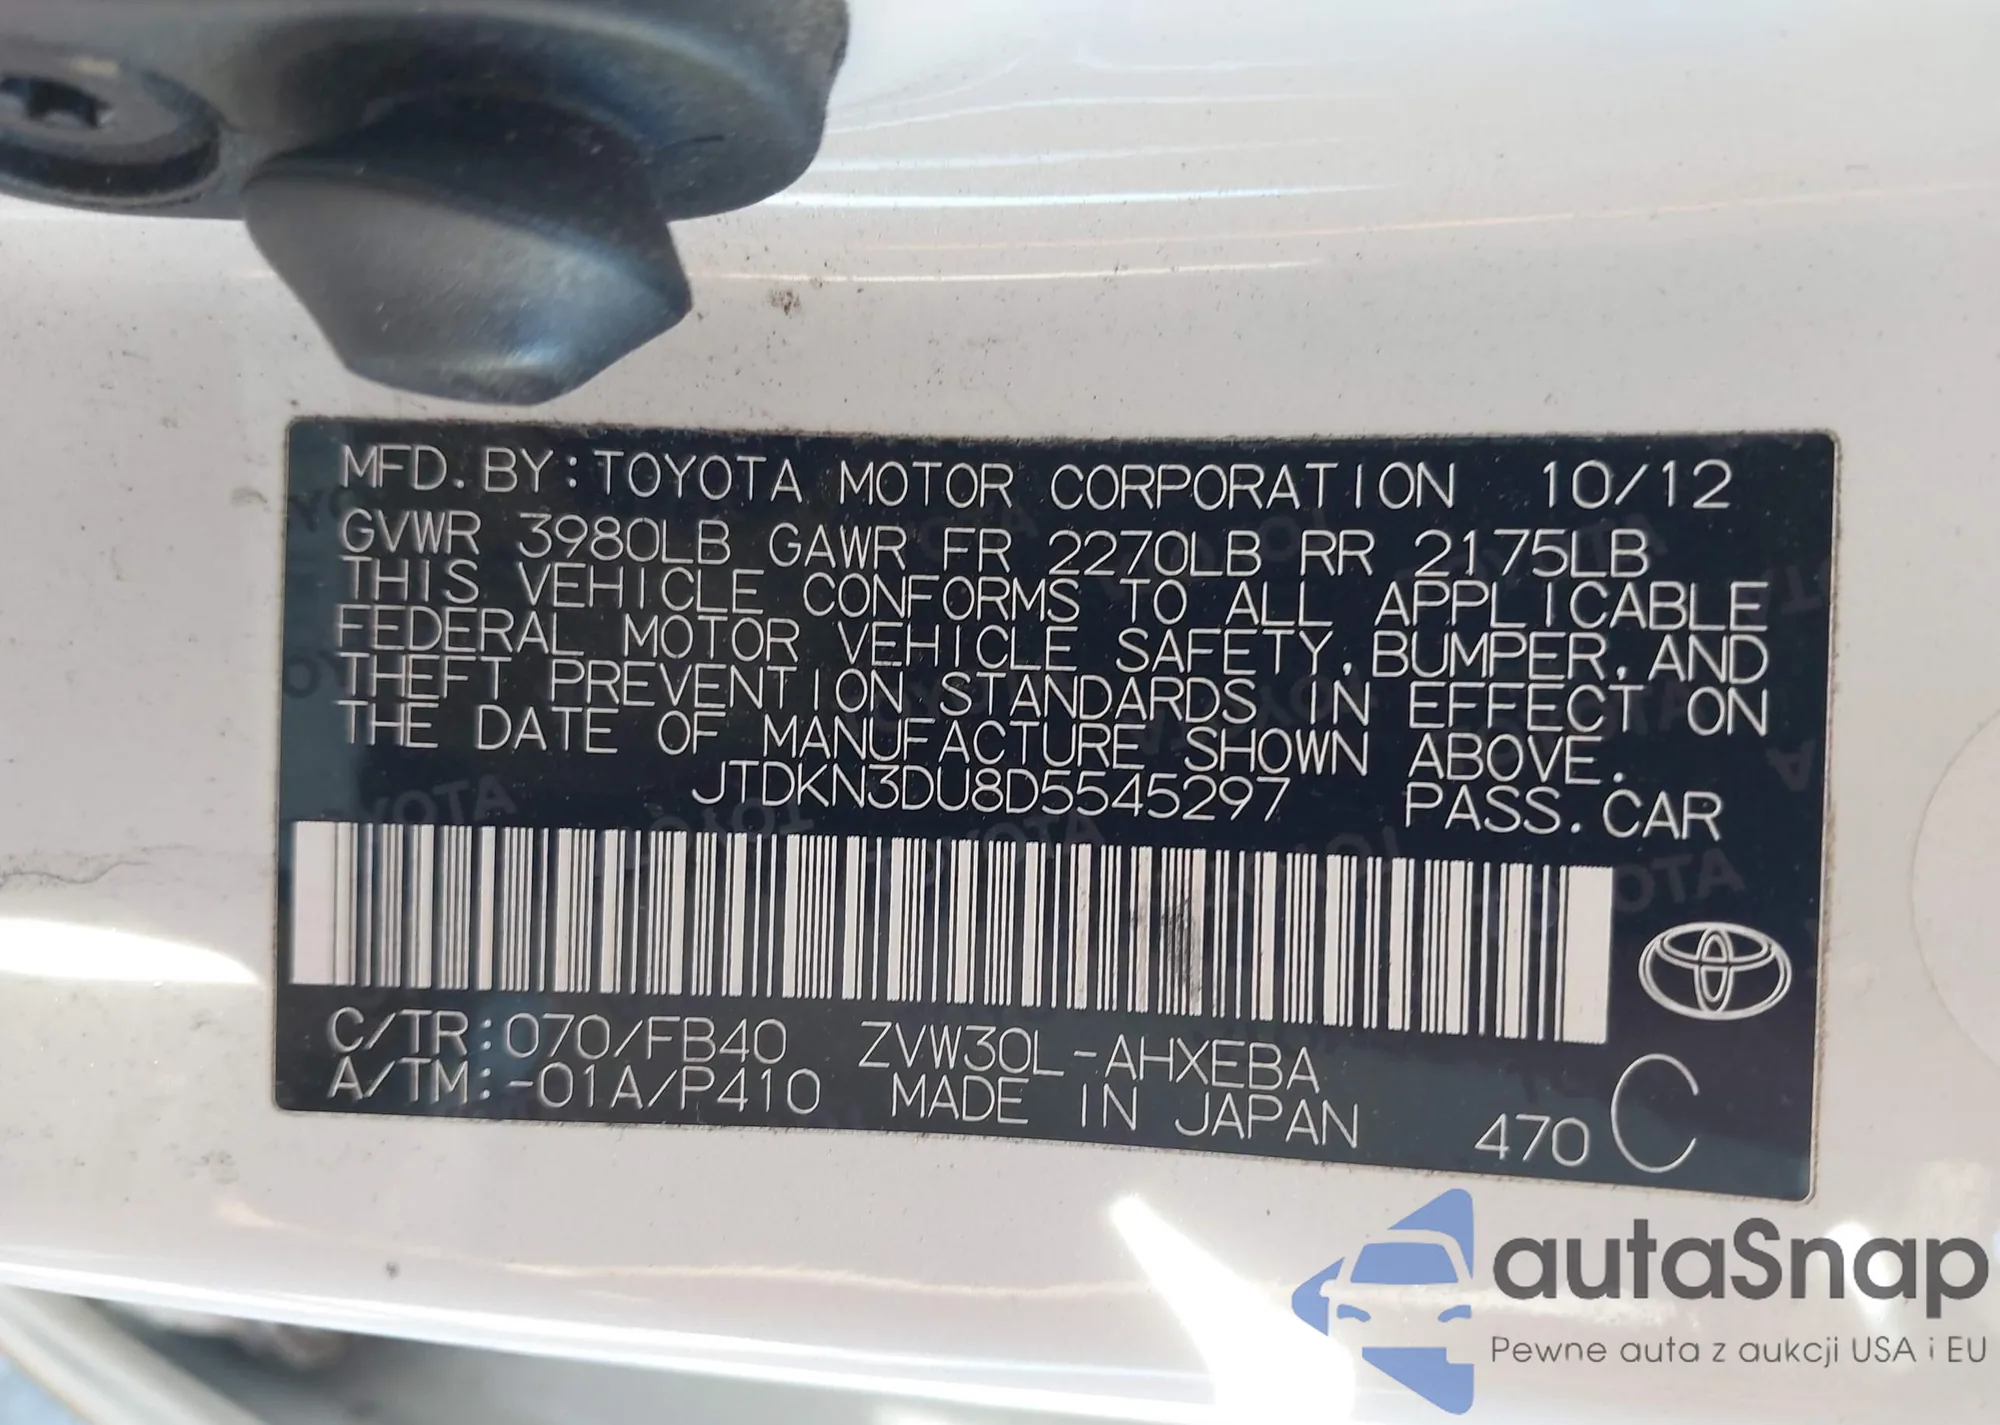 MFD. BY: TOYOTA MOTOR CORPORATION 10/12
GVWR 3980LB GAWR FR 2270LB RR 2175LB
THIS VEHICLE CONFORMS TO ALL APPLICABLE
FEDERAL MOTOR VEHICLE SAFETY, BUMPER, AND
THEFT PREVENTION STANDARDS IN EFFECT ON
THE DATE OF MANUFACTURE SHOWN ABOVE.
JTDKN3DU8D5545297 PASS. CAR
C/TR: 070/FB40 ZVW30L-AHXEBA
A/TM: -01A/P410 MADE IN JAPAN 470 C
autaSnap
Pewne auta z aukcji USA i EU